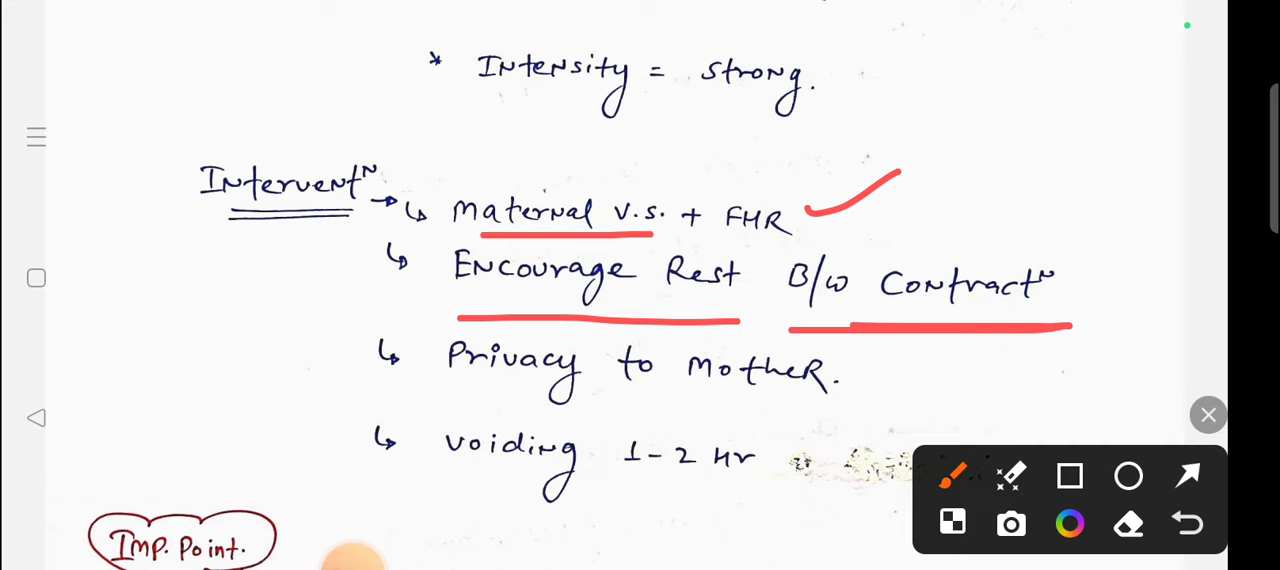 * Intensity = Strong.
Interventⁿ → ↳ Maternal V.S. + FHR
↳ Encourage Rest B/W Contractⁿ
↳ Privacy to Mother.
↳ Voiding 1-2 Hr
Imp. Point.